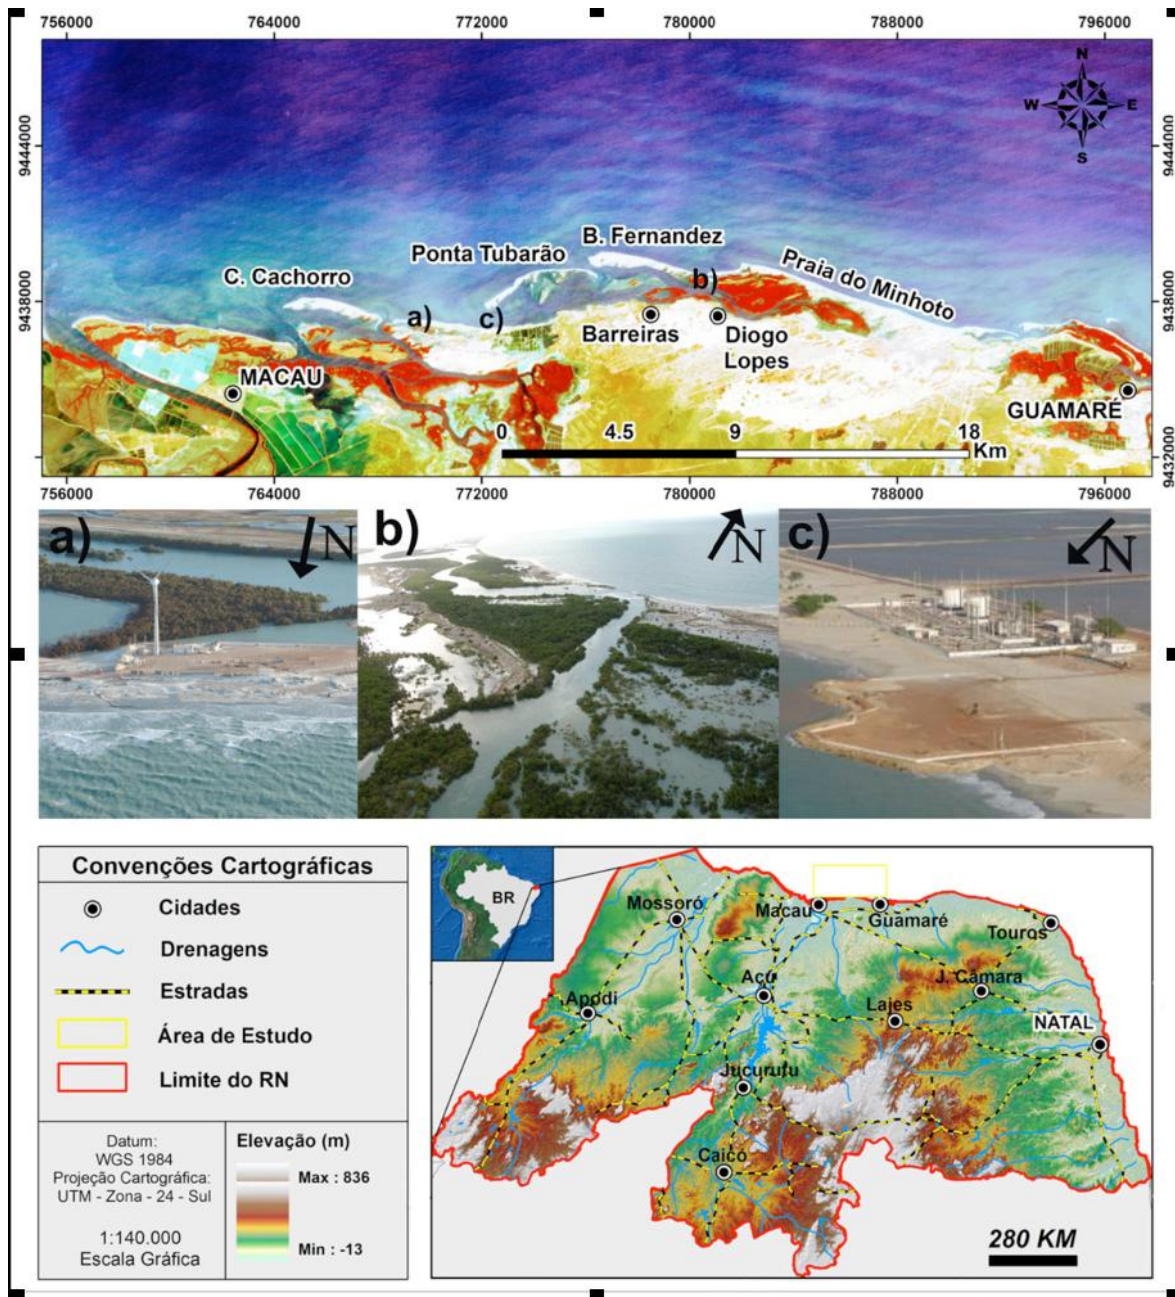 756000 764000 772000 780000 788000 796000
N
W E
S
9444000 9444000
B. Fernandez
Ponta Tubarão
C. Cachorro
Praia do Minhoto
b)
9438000 9438000
a) c)
Barreiras Diogo
Lopes
MACAU
GUAMARÉ
0 4.5 9 18
Km
9432000 9432000
756000 764000 772000 780000 788000 796000
a) N
b) N
c) N
Convenções Cartográficas
Cidades
Drenagens
Estradas
Área de Estudo
Limite do RN
Datum:
WGS 1984
Projeção Cartográfica:
UTM - Zona - 24 - Sul
1:140.000
Escala Gráfica
Elevação (m)
Max : 836
Min : -13
BR
Mossoró
Macau
Guamaré
Touros
Açu
J. Câmara
Apodi
Lajes
NATAL
Jucurutu
Caicó
280 KM